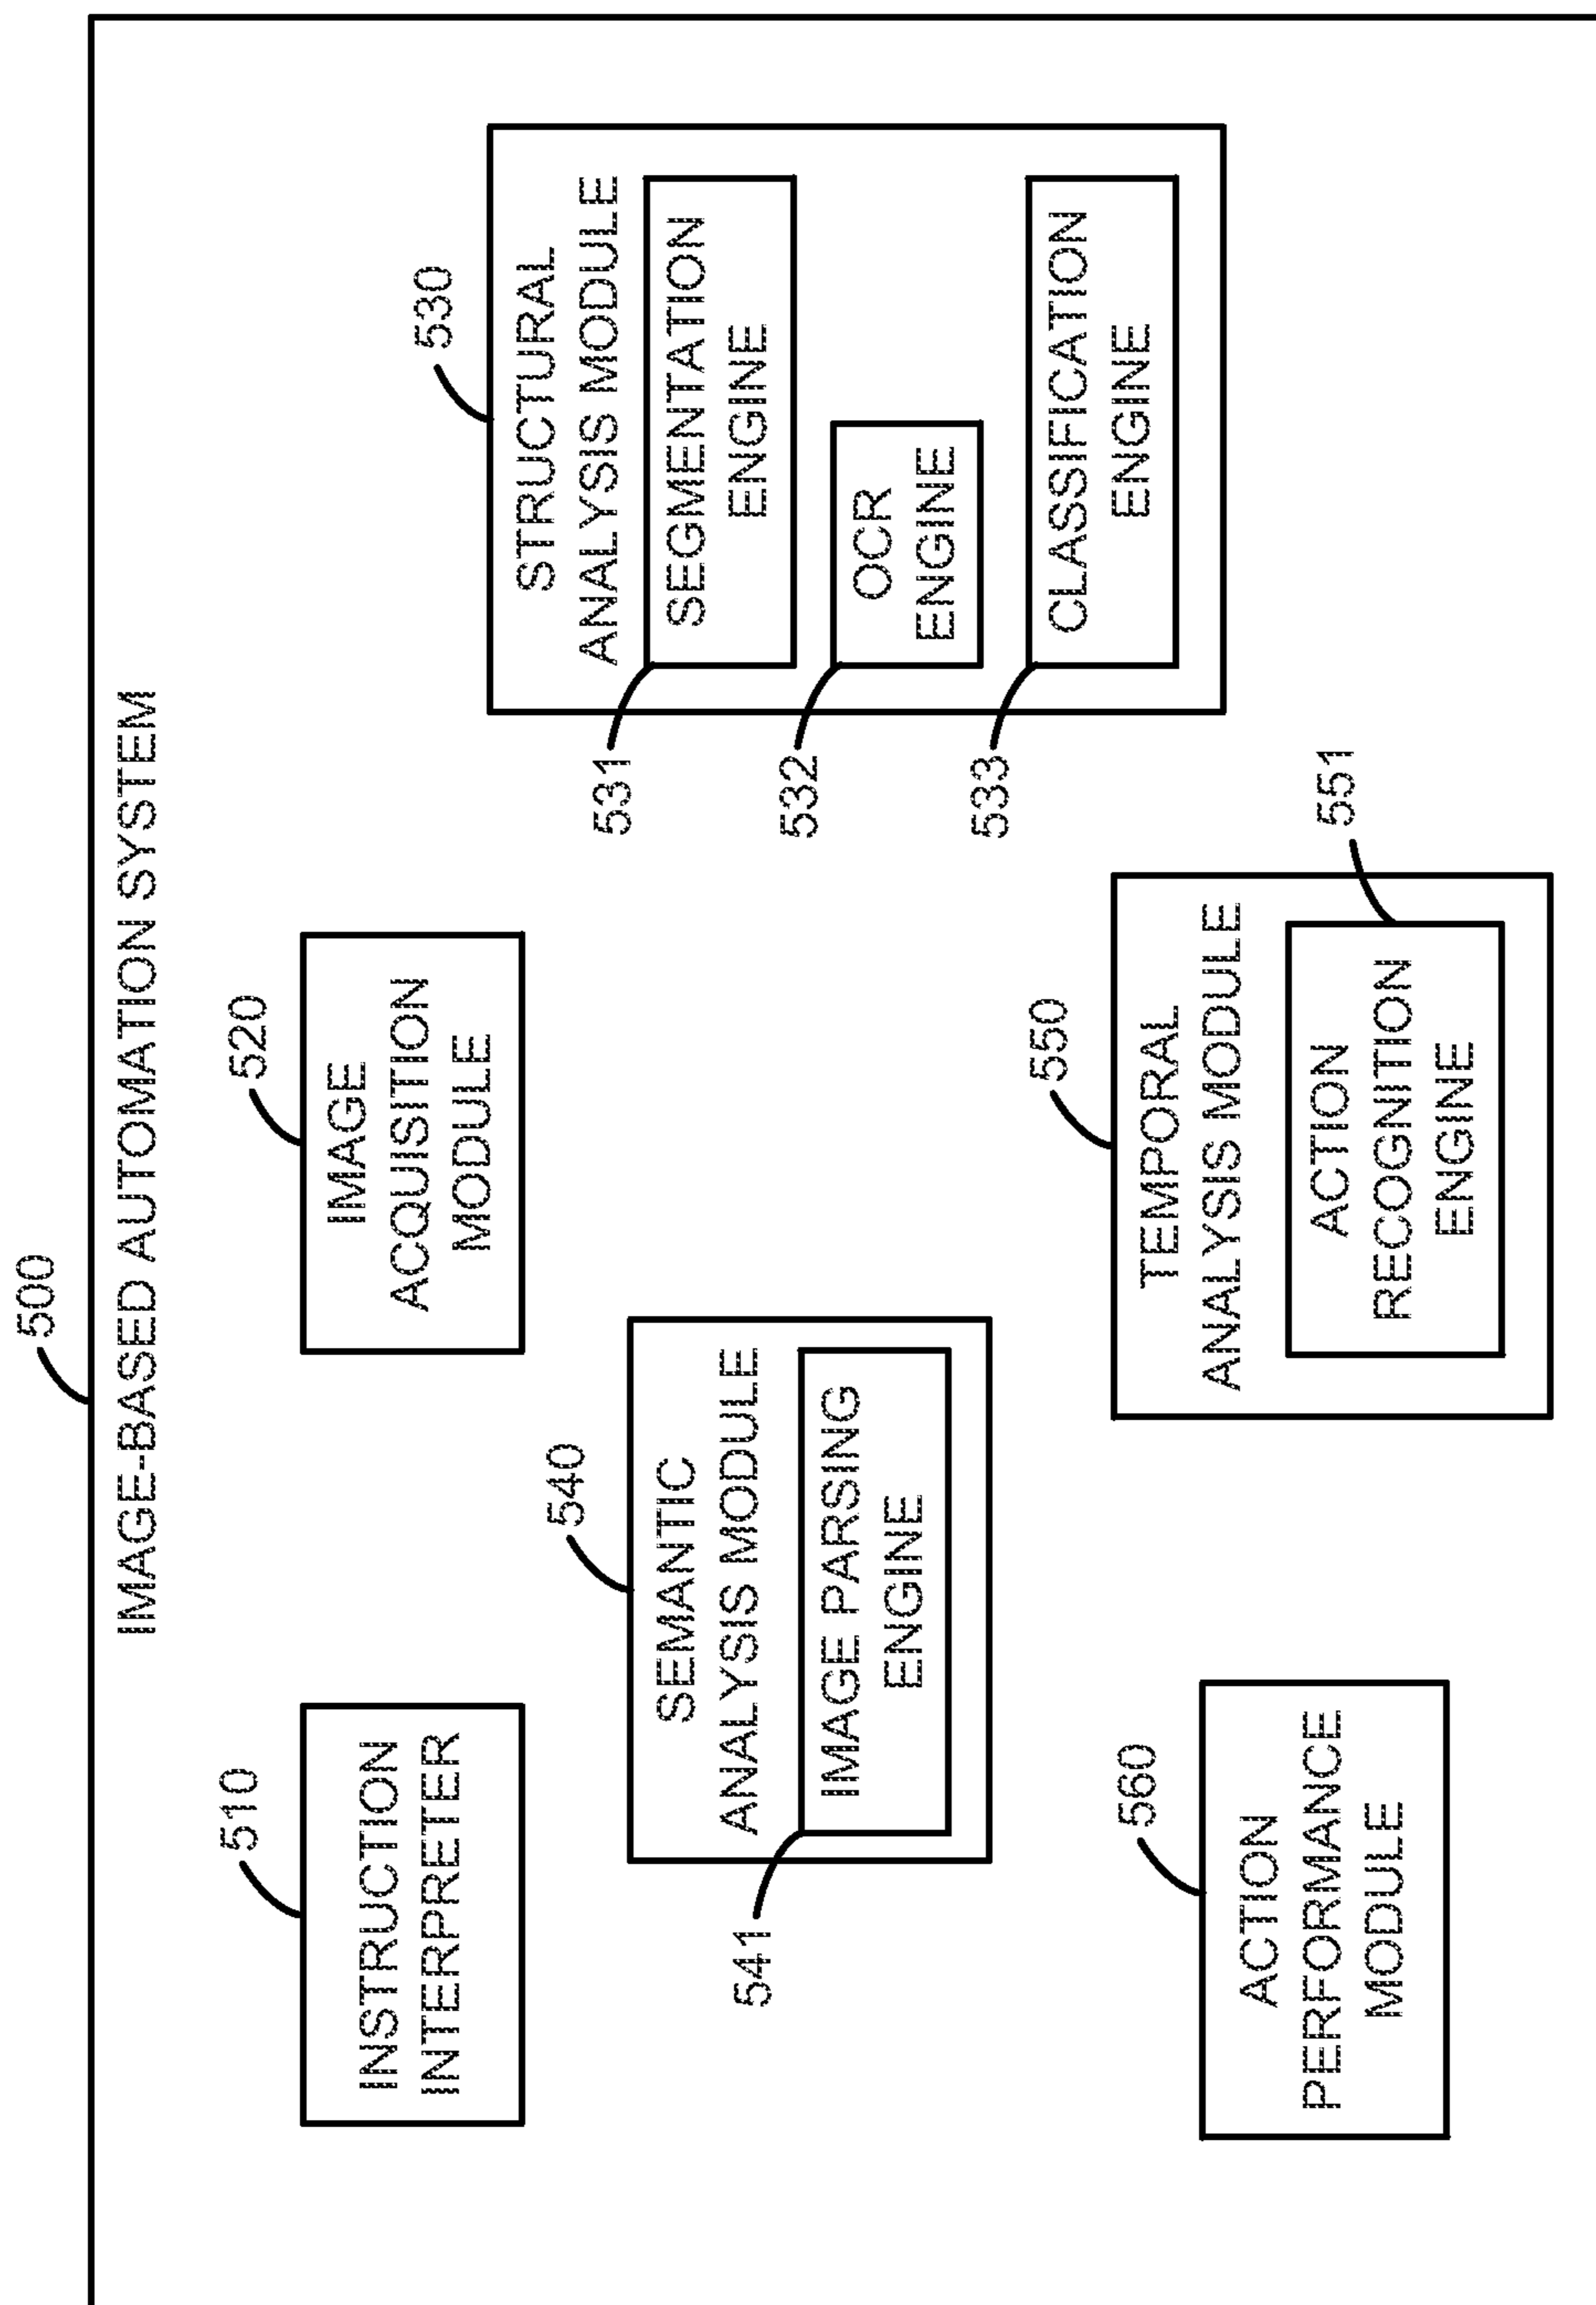 500
IMAGE-BASED AUTOMATION SYSTEM
510
INSTRUCTION
INTERPRETER
520
IMAGE
ACQUISITION
MODULE
530
STRUCTURAL
ANALYSIS MODULE
531
SEGMENTATION
ENGINE
532
OCR
ENGINE
533
CLASSIFICATION
ENGINE
540
SEMANTIC
ANALYSIS MODULE
541
IMAGE PARSING
ENGINE
550
TEMPORAL
ANALYSIS MODULE
551
ACTION
RECOGNITION
ENGINE
560
ACTION
PERFORMANCE
MODULE